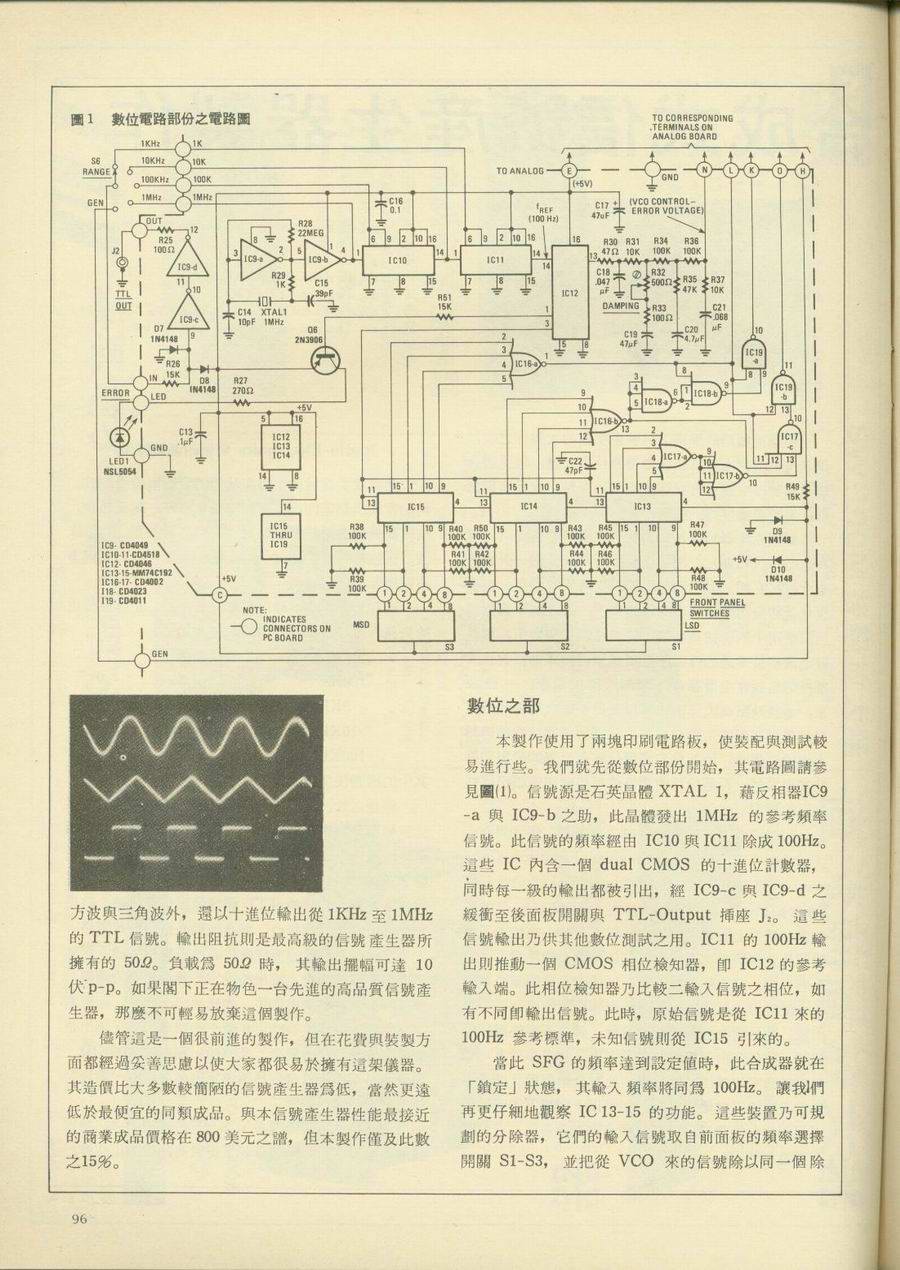 圖1 數位電路部份之電路圖
TO CORRESPONDING
TERMINALS ON
ANALOG BOARD
1KHz
1K
S6
RANGE
10KHz
10K
100KHz
100K
GEN
1MHz
1MHz
TO ANALOG
E
(+5V)
GND
N
L
K
O
H
OUT
R25
100Ω
J2
TTL
OUT
IC9-d
IC9-c
D7
1N4148
R26
15K
D8
1N4148
IN
ERROR
LED
R27
270Ω
C13
.1μF
LED1
NSL5054
GND
IC9-a
R28
22MEG
IC9-b
R29
1K
C15
39pF
C14
10pF
XTAL1
1MHz
Q6
2N3906
R51
15K
C16
0.1
IC10
IC11
fREF
(100 Hz)
IC12
C17
47uF
(VCO CONTROL-
ERROR VOLTAGE)
R30
47Ω
R31
10K
R34
100K
R36
100K
C18
.047
μF
R32
500Ω
R35
47K
R37
10K
DAMPING
R33
100Ω
C19
47μF
C20
4.7μF
C21
.068
μF
IC16-a
IC16-b
IC18-a
IC18-b
IC19
-a
IC19
-b
IC17
-c
IC17-a
IC17-b
C22
47pF
R49
15K
D9
1N4148
+5V
D10
1N4148
+5V
IC12
IC13
IC14
IC15
THRU
IC19
IC15
IC14
IC13
R38
100K
R39
100K
R40
100K
R50
100K
R41
100K
R42
100K
R43
100K
R45
100K
R44
100K
R46
100K
R47
100K
R48
100K
IC9- CD4049
IC10-11-CD4518
IC12- CD4046
IC13-15-MM74C192
IC16-17- CD4002
I18- CD4023
I19- CD4011
+5V
C
NOTE:
INDICATES
CONNECTORS ON
PC BOARD
MSD
S3
S2
S1
FRONT PANEL
SWITCHES
LSD
GEN
方波與三角波外，還以十進位輸出從 1KHz 至 1MHz
的 TTL 信號。輸出阻抗則是最高級的信號產生器所
擁有的 50Ω。負載爲 50Ω 時，其輸出擺幅可達 10
伏 p-p。如果閣下正在物色一台先進的高品質信號產
生器，那麼不可輕易放棄這個製作。
儘管這是一個很前進的製作，但在花費與裝製方
面都經過妥善思慮以使大家都很易於擁有這架儀器。
其造價比大多數較簡陋的信號產生器爲低，當然更遠
低於最便宜的同類成品。與本信號產生器性能最接近
的商業成品價格在 800 美元之譜，但本製作僅及此數
之15%。
數位之部
本製作使用了兩塊印刷電路板，使裝配與測試較
易進行些。我們就先從數位部份開始，其電路圖請參
見圖(1)。信號源是石英晶體 XTAL 1，藉反相器IC9
-a 與 IC9-b 之助，此晶體發出 1MHz 的參考頻率
信號。此信號的頻率經由 IC10 與 IC11 除成 100Hz。
這些 IC 內含一個 dual CMOS 的十進位計數器，
同時每一級的輸出都被引出，經 IC9-c 與 IC9-d 之
緩衝至後面板開關與 TTL-Output 插座 J₂。 這些
信號輸出乃供其他數位測試之用。IC11 的 100Hz 輸
出則推動一個 CMOS 相位檢知器，卽 IC12 的參考
輸入端。此相位檢知器乃比較二輸入信號之相位，如
有不同卽輸出信號。此時，原始信號是從 IC11 來的
100Hz 參考標準，未知信號則從 IC15 引來的。
當此 SFG 的頻率達到設定値時，此合成器就在
「鎖定」狀態，其輸入頻率將同爲 100Hz。讓我們
再更仔細地觀察 IC 13-15 的功能。這些裝置乃可規
劃的分除器，它們的輸入信號取自前面板的頻率選擇
開關 S1-S3，並把從 VCO 來的信號除以同一個除
96